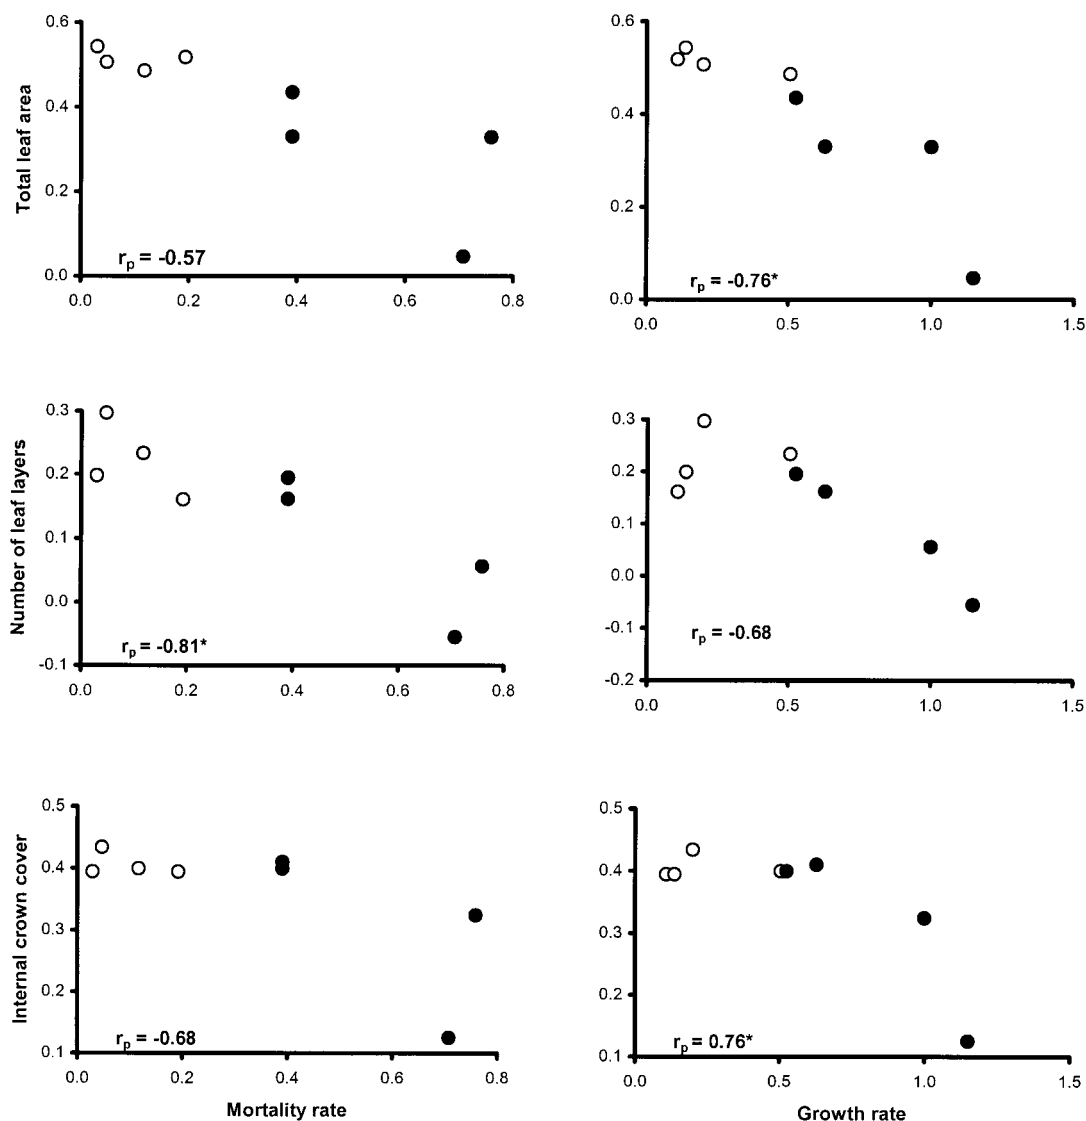 Total leaf area
0.6
0.4
0.2
0.0
r_p = -0.57
0.0 0.2 0.4 0.6 0.8
0.6
0.4
0.2
0.0
r_p = -0.76*
0.0 0.5 1.0 1.5
Number of leaf layers
0.3
0.2
0.1
0.0
-0.1
r_p = -0.81*
0.0 0.2 0.4 0.6 0.8
0.3
0.2
0.1
0.0
-0.1
-0.2
r_p = -0.68
0.0 0.5 1.0 1.5
Internal crown cover
0.5
0.4
0.3
0.2
0.1
r_p = -0.68
0.0 0.2 0.4 0.6 0.8
Mortality rate
0.5
0.4
0.3
0.2
0.1
r_p = 0.76*
0.0 0.5 1.0 1.5
Growth rate